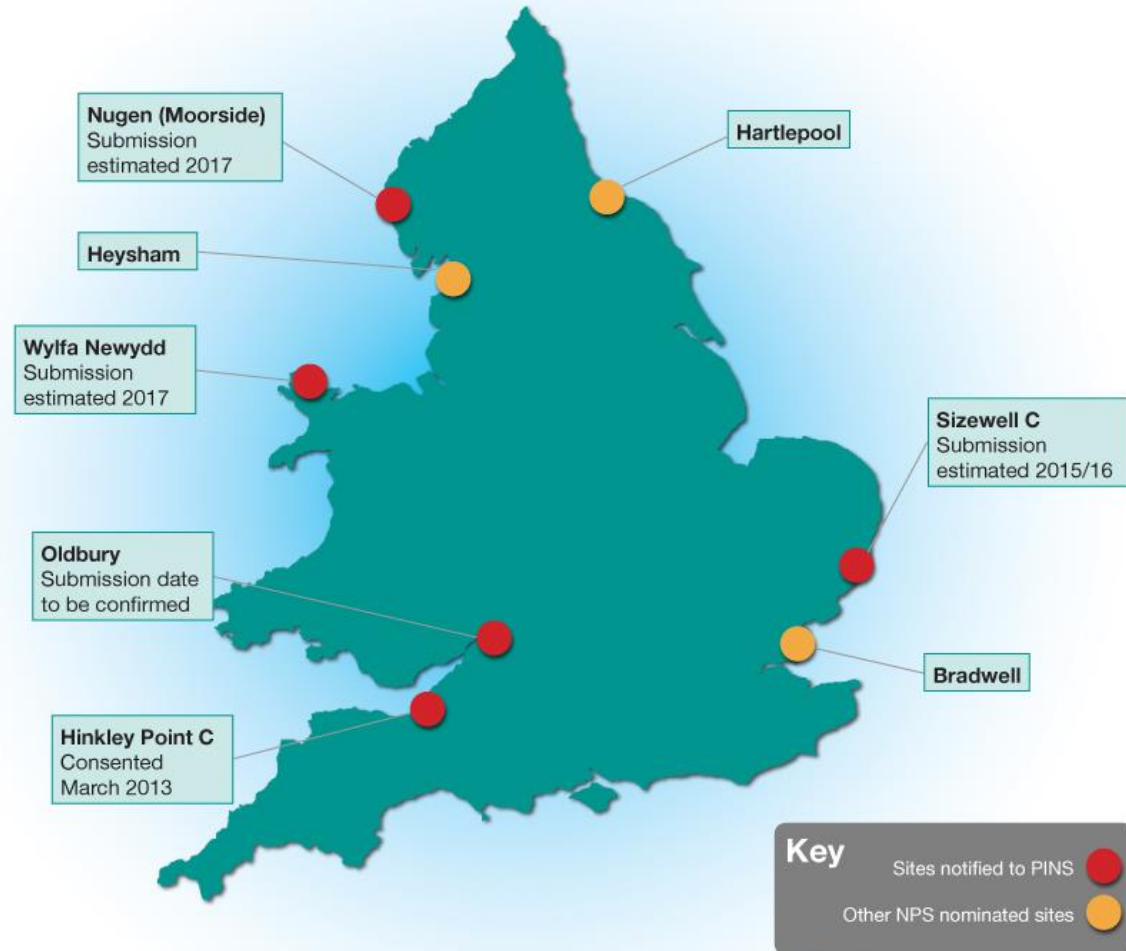 Nugen (Moorside)
Submission
estimated 2017
Hartlepool
Heysham
Wylfa Newydd
Submission
estimated 2017
Sizewell C
Submission
estimated 2015/16
Oldbury
Submission date
to be confirmed
Bradwell
Hinkley Point C
Consented
March 2013
Key
Sites notified to PINS
Other NPS nominated sites